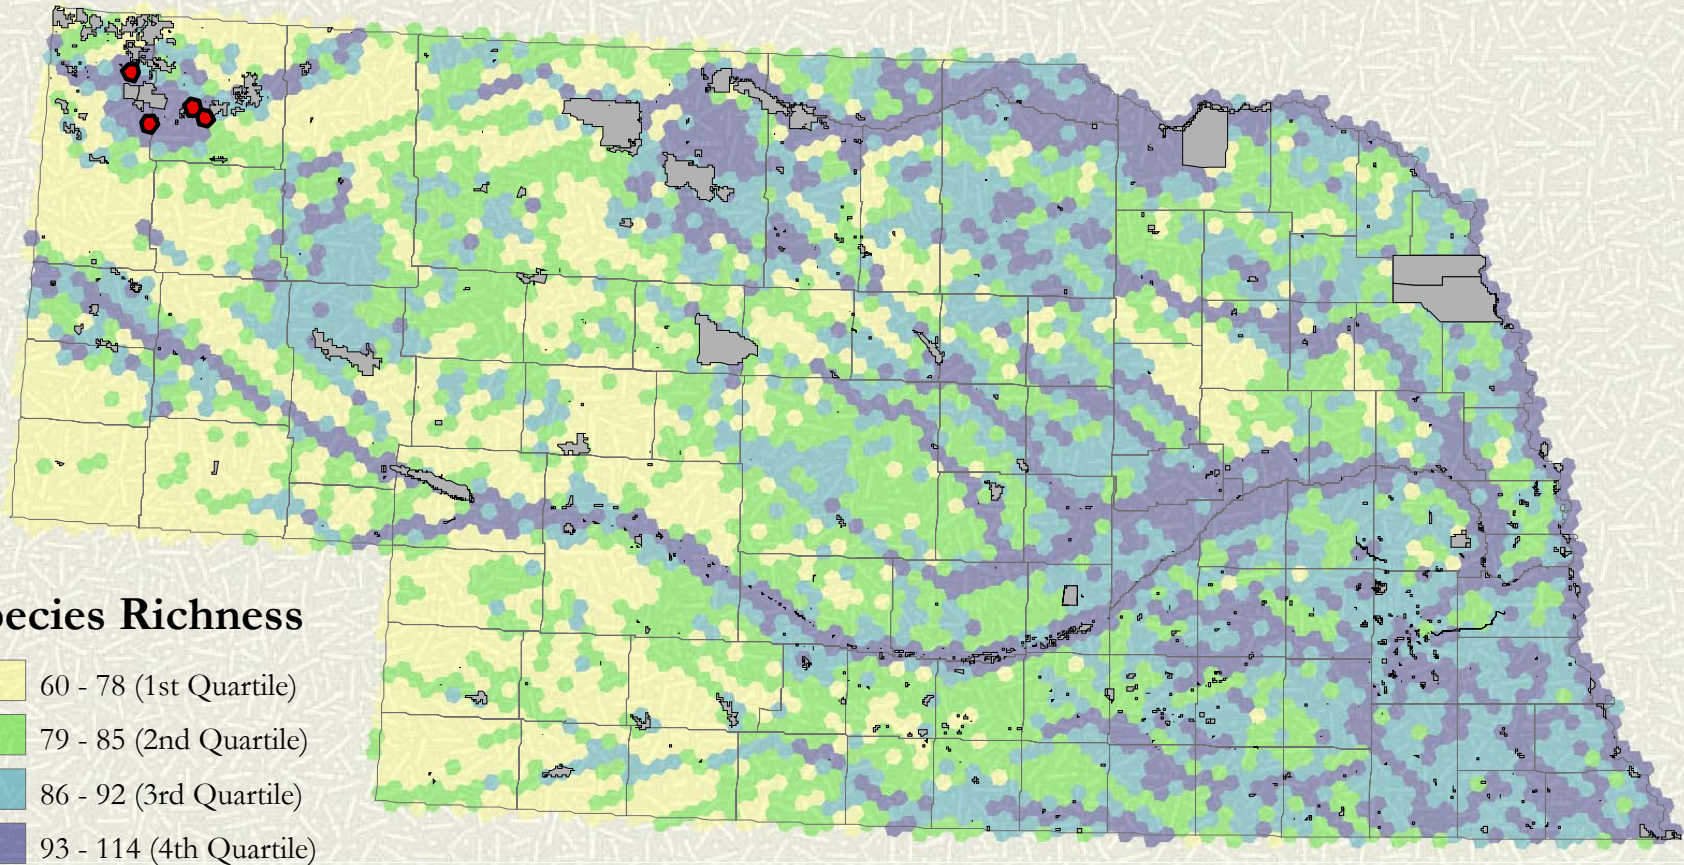 ecies Richness
60 - 78 (1st Quartile)
79 - 85 (2nd Quartile)
86 - 92 (3rd Quartile)
93 - 114 (4th Quartile)